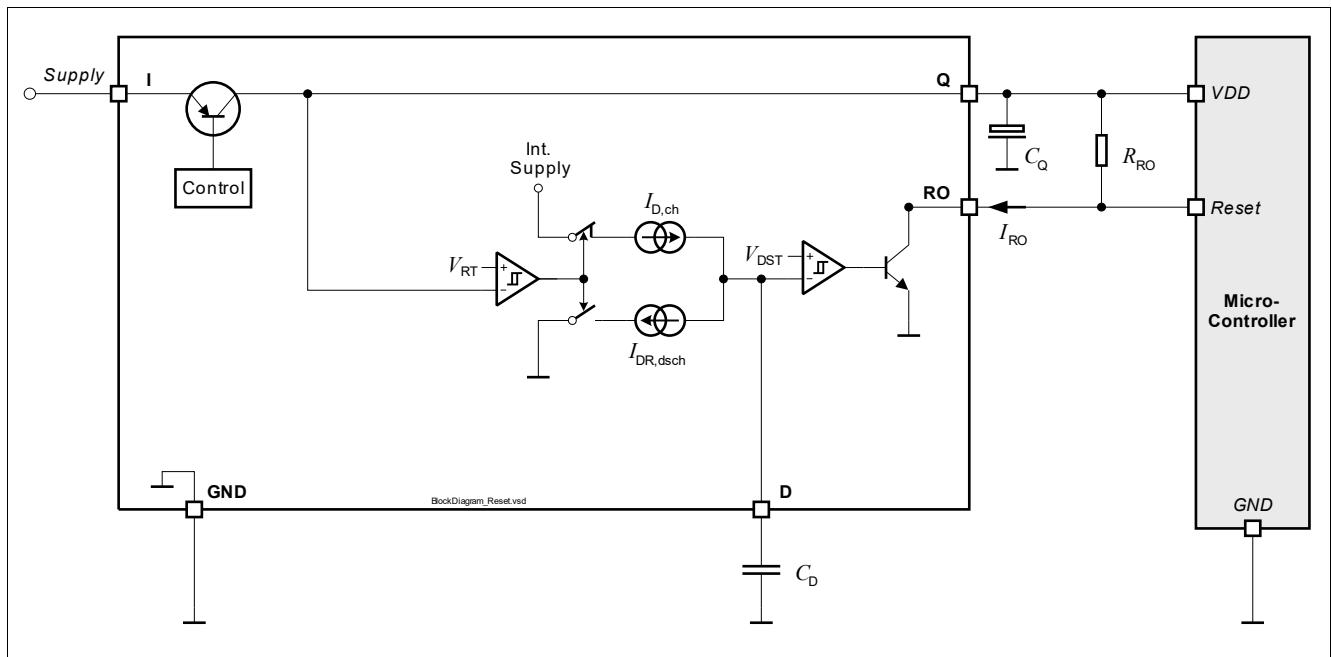 Supply
I
Q
VDD
Int.
Supply
Control
C_Q
R_RO
I_D,ch
RO
Reset
I_RO
V_RT
+
−
V_DST
+
−
Micro-
Controller
I_DR,dsch
GND
BlockDiagram_Reset.vsd
D
GND
C_D